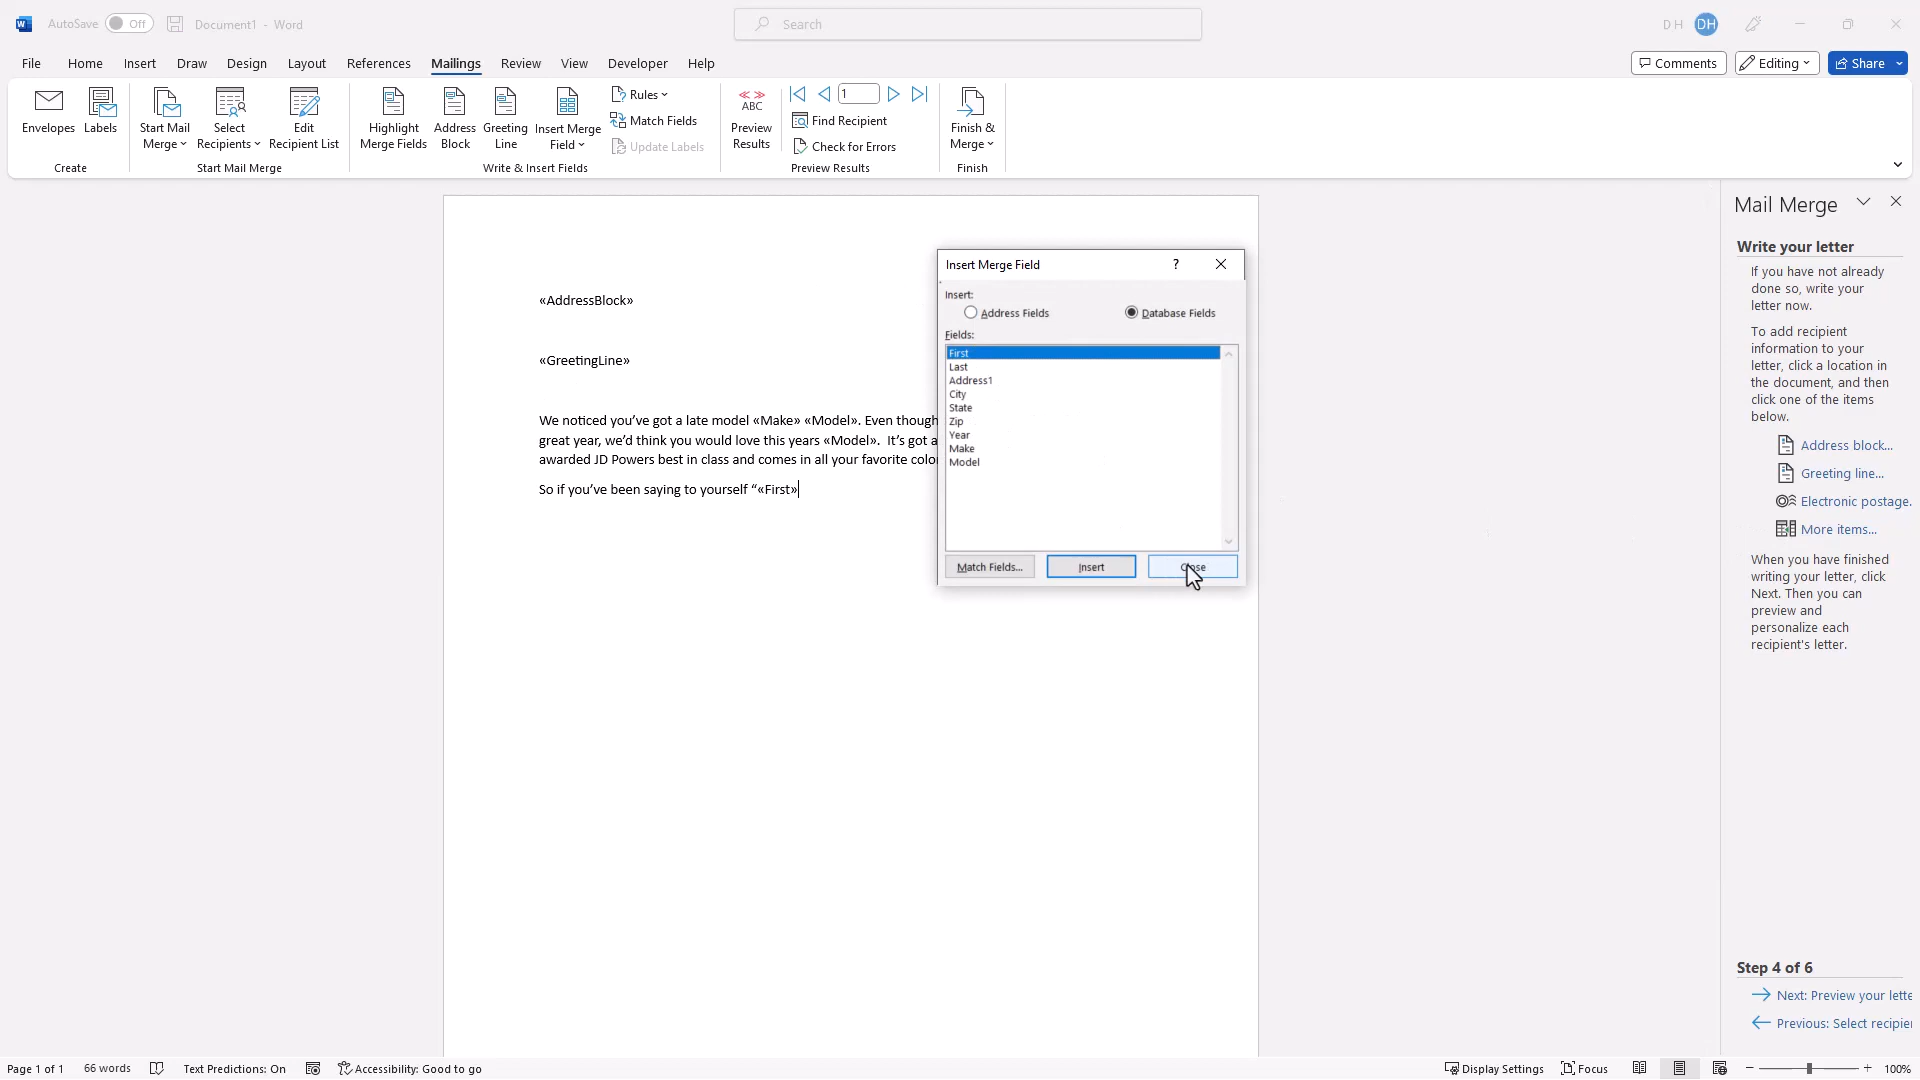 AutoSave Off Document1 - Word
Search
D H DH
File Home Insert Draw Design Layout References Mailings Review View Developer Help
Comments Editing Share
Envelopes Labels
Create
Start Mail Merge
Select Recipients
Edit Recipient List
Start Mail Merge
Highlight Merge Fields
Address Block
Greeting Line
Insert Merge Field
Rules
Match Fields
Update Labels
Write & Insert Fields
ABC
Preview Results
1
Find Recipient
Check for Errors
Preview Results
Finish & Merge
Finish
«AddressBlock»
«GreetingLine»
We noticed you’ve got a late model «Make» «Model». Even though
great year, we’d think you would love this years «Model».  It’s got a
awarded JD Powers best in class and comes in all your favorite color
So if you’ve been saying to yourself “«First»
Insert Merge Field ?
Insert:
Address Fields Database Fields
Fields:
First
Last
Address1
City
State
Zip
Year
Make
Model
Match Fields... Insert Close
Mail Merge
Write your letter
If you have not already
done so, write your
letter now.
To add recipient
information to your
letter, click a location in
the document, and then
click one of the items
below.
Address block...
Greeting line...
Electronic postage.
More items...
When you have finished
writing your letter, click
Next. Then you can
preview and
personalize each
recipient's letter.
Step 4 of 6
Next: Preview your lette
Previous: Select recipier
Page 1 of 1 66 words Text Predictions: On Accessibility: Good to go
Display Settings Focus 100%